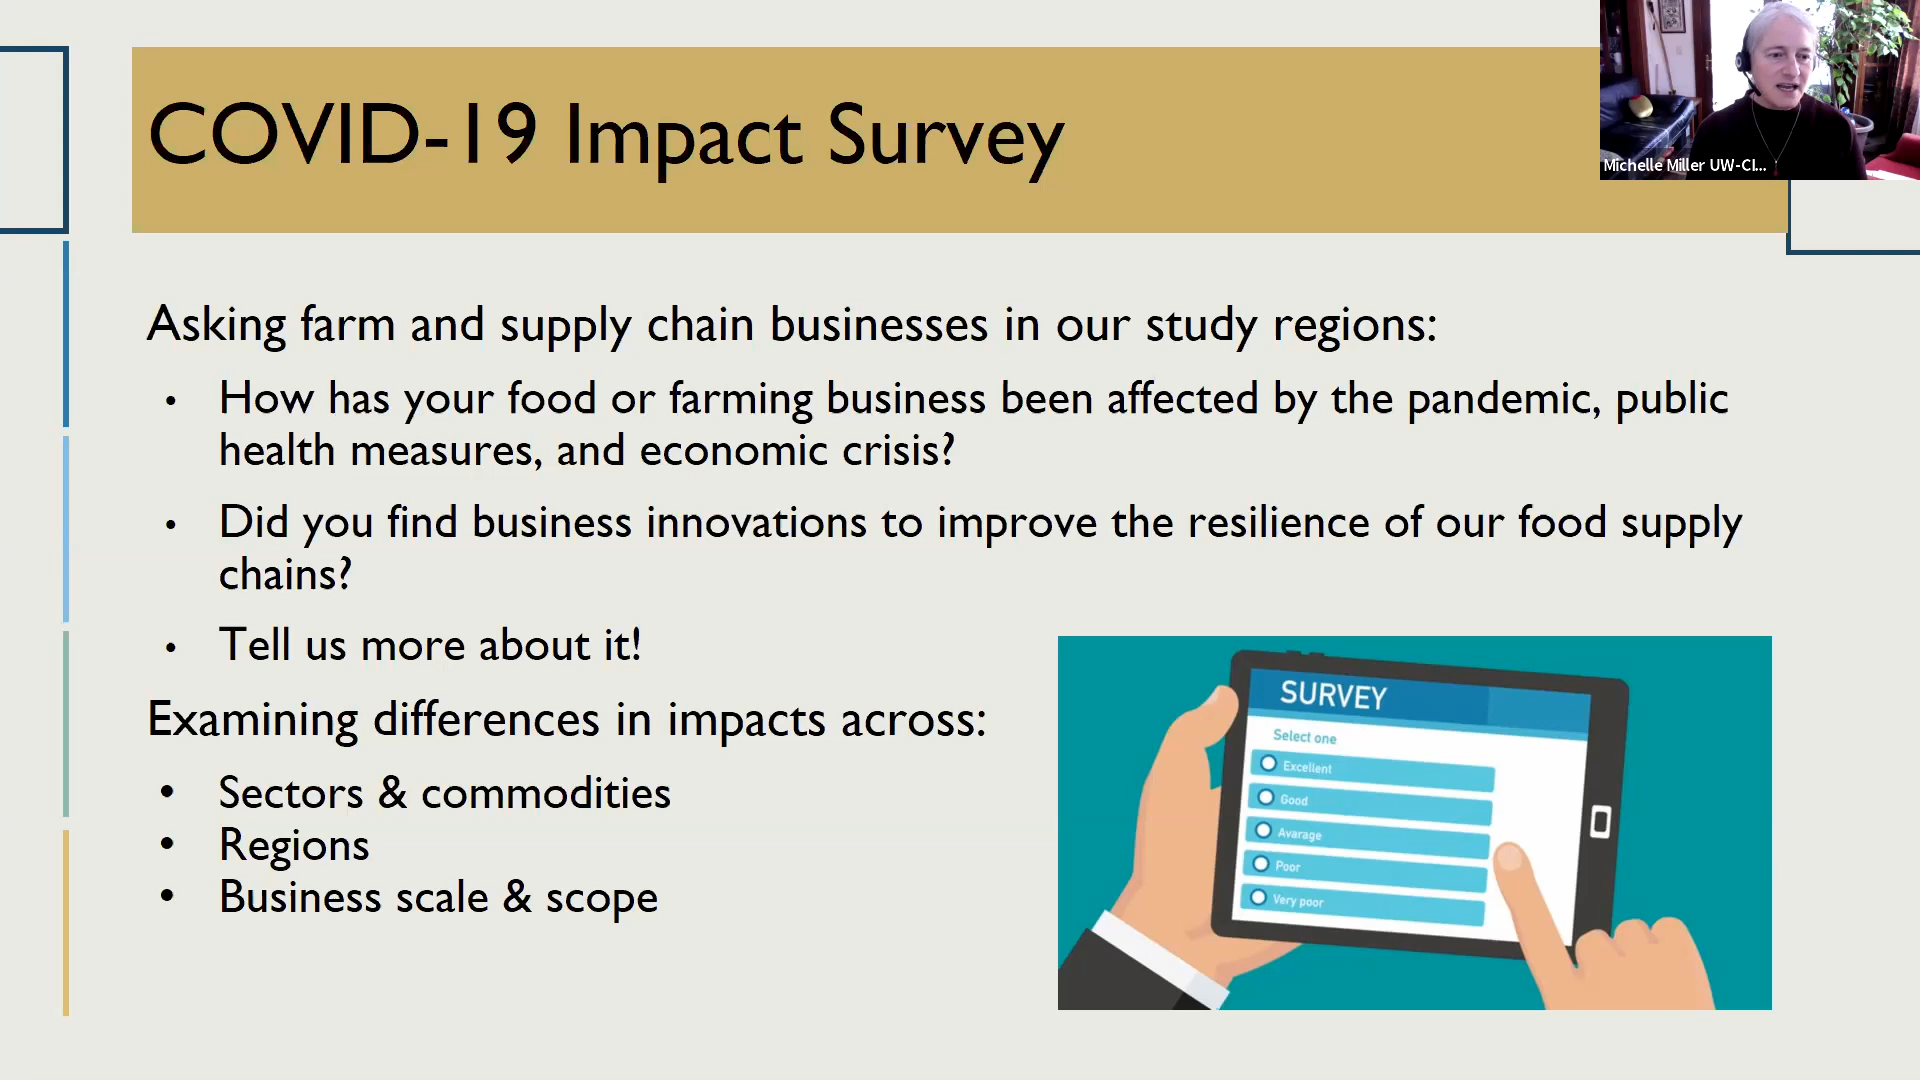 COVID-19 Impact Survey
Michelle Miller UW-CI...
Asking farm and supply chain businesses in our study regions:
• How has your food or farming business been affected by the pandemic, public
health measures, and economic crisis?
• Did you find business innovations to improve the resilience of our food supply
chains?
• Tell us more about it!
Examining differences in impacts across:
• Sectors & commodities
• Regions
• Business scale & scope
SURVEY
Select one
Excellent
Good
Avarage
Poor
Very poor